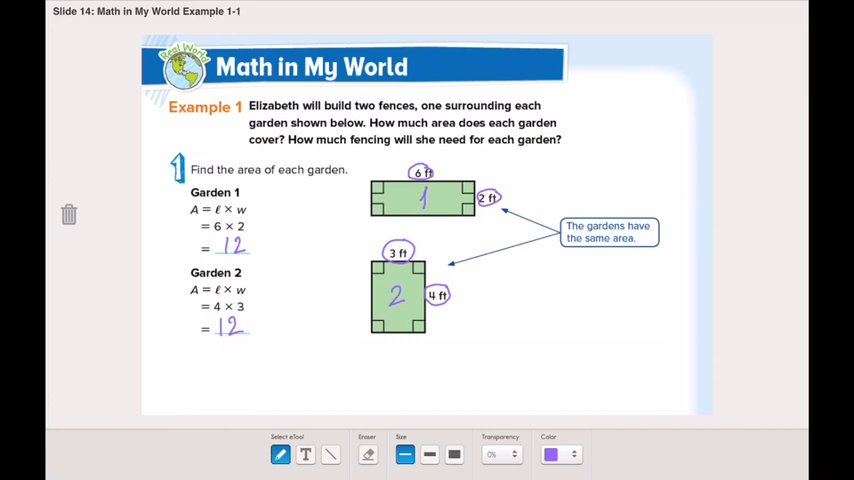 Slide 14: Math in My World Example 1-1
Real World
Math in My World
Example 1 Elizabeth will build two fences, one surrounding each
garden shown below. How much area does each garden
cover? How much fencing will she need for each garden?
1 Find the area of each garden.
Garden 1
A = ℓ × w
= 6 × 2
= 12
Garden 2
A = ℓ × w
= 4 × 3
= 12
6 ft
1
2 ft
3 ft
2
4 ft
The gardens have
the same area.
Select eTool
Eraser
Size
Transparency
Color
T
0%